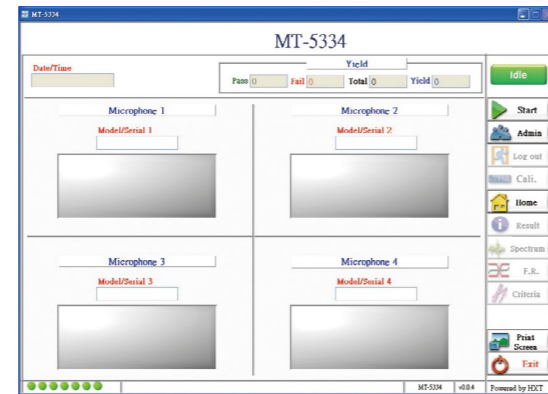 MT-5334
MT-5334
Date/Time
Yield
Pass 0 Fail 0 Total 0 Yield 0
Idle
Start
Admin
Log out
Cali.
Home
Result
Spectrum
F.R.
Criteria
Print
Screen
Exit
Microphone 1
Model/Serial 1
Microphone 2
Model/Serial 2
Microphone 3
Model/Serial 3
Microphone 4
Model/Serial 4
MT-5334 v0.0.4 Powered by HXT